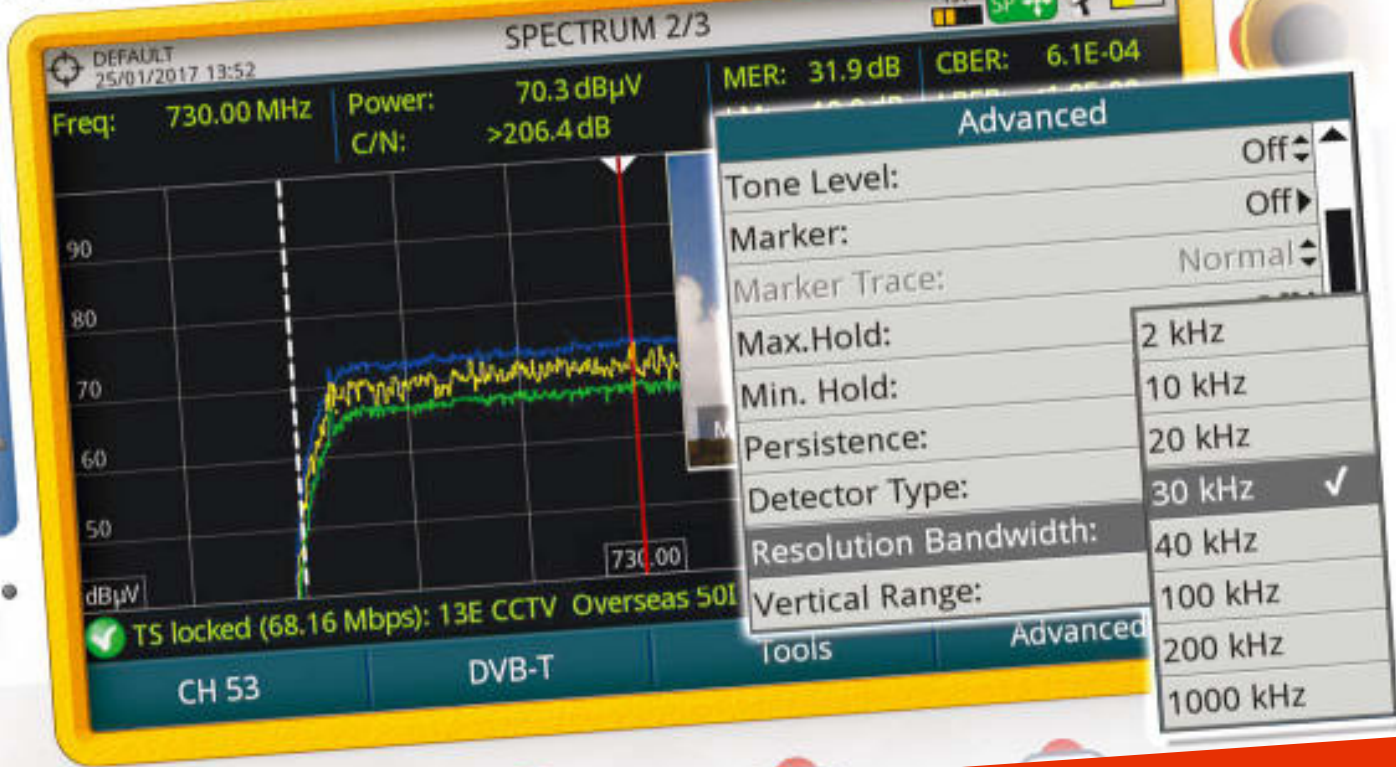 DEFAULT
25/01/2017 13:52
SPECTRUM 2/3
SP
Freq: 730.00 MHz
Power: 70.3 dBµV
C/N: >206.4 dB
MER: 31.9 dB
CBER: 6.1E-04
90
80
70
60
50
dBµV
730.00
TS locked (68.16 Mbps): 13E CCTV Overseas
CH 53
DVB-T
Tools
Advanced
Advanced
Tone Level: Off
Marker: Off
Marker Trace: Normal
Max.Hold:
Min. Hold:
Persistence:
Detector Type:
Resolution Bandwidth:
Vertical Range:
2 kHz
10 kHz
20 kHz
30 kHz
40 kHz
100 kHz
200 kHz
1000 kHz